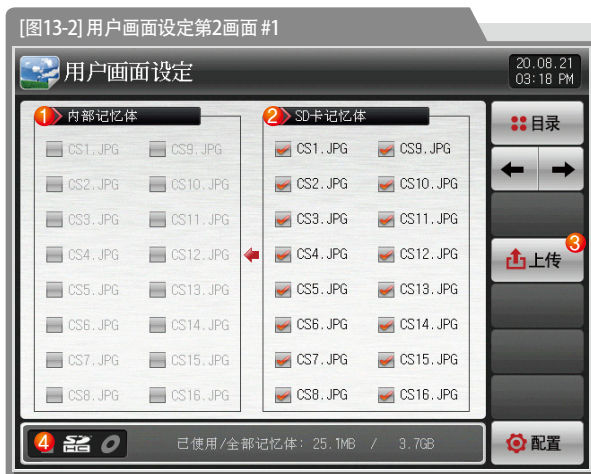 [图13-2] 用户画面设定第2画面 #1
用户画面设定
20.08.21
03:18 PM
1 内部记忆体
CS1.JPG CS9.JPG
CS2.JPG CS10.JPG
CS3.JPG CS11.JPG
CS4.JPG CS12.JPG
CS5.JPG CS13.JPG
CS6.JPG CS14.JPG
CS7.JPG CS15.JPG
CS8.JPG CS16.JPG
2 SD卡记忆体
CS1.JPG CS9.JPG
CS2.JPG CS10.JPG
CS3.JPG CS11.JPG
CS4.JPG CS12.JPG
CS5.JPG CS13.JPG
CS6.JPG CS14.JPG
CS7.JPG CS15.JPG
CS8.JPG CS16.JPG
目录
3
上传
配置
4 SD HC 已使用/全部记忆体: 25.1MB / 3.7GB